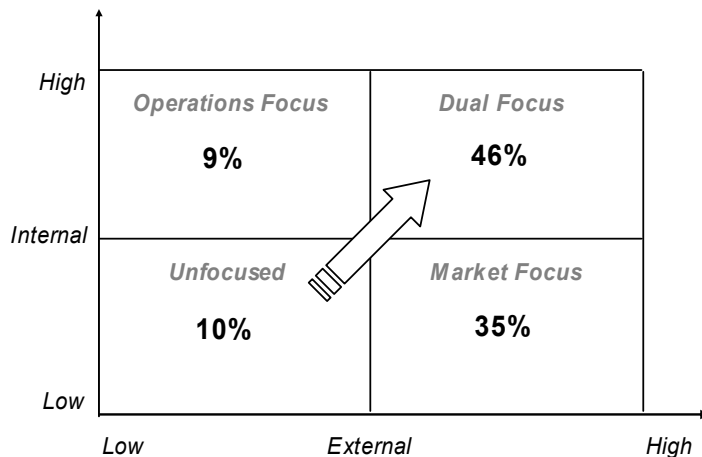 High
Operations Focus
Dual Focus
9%
46%
Internal
Unfocused
Market Focus
10%
35%
Low
Low
External
High